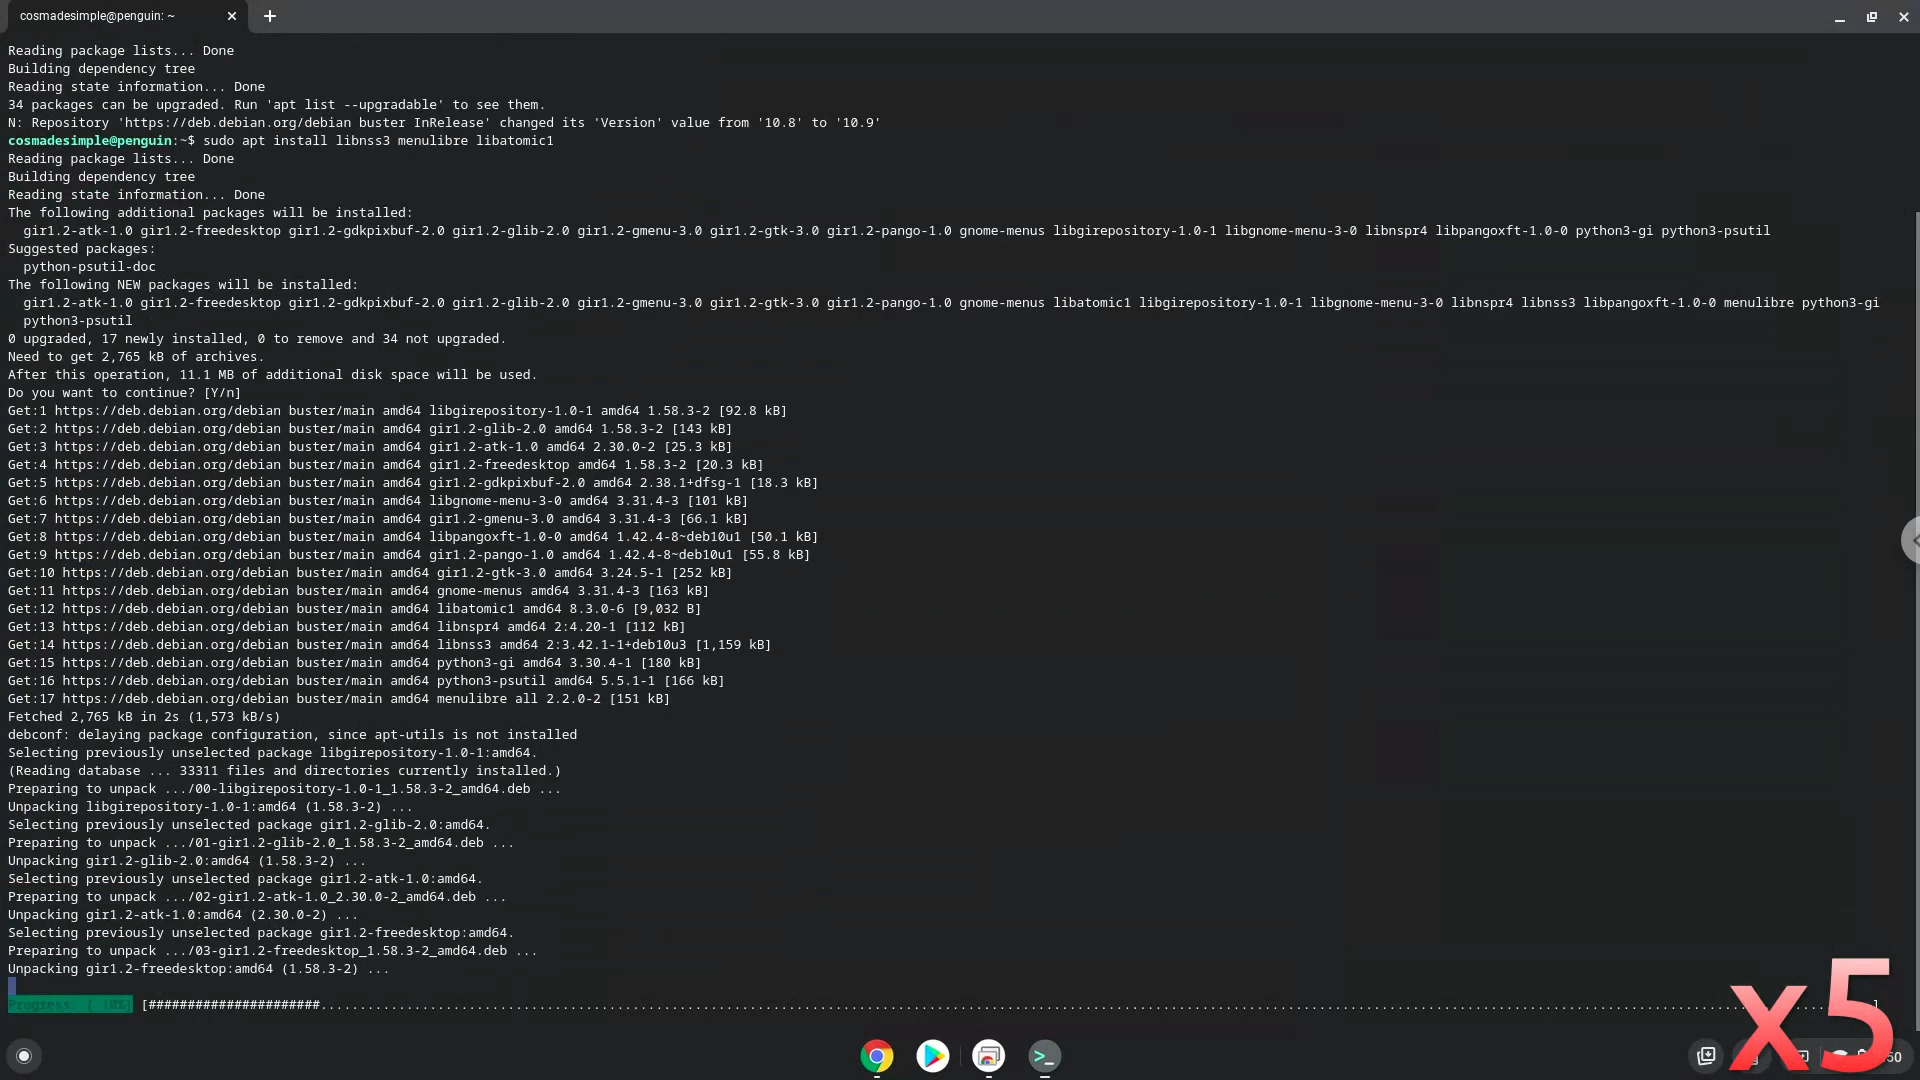 cosmadesimple@penguin: ~
Reading package lists... Done
Building dependency tree
Reading state information... Done
34 packages can be upgraded. Run 'apt list --upgradable' to see them.
N: Repository 'https://deb.debian.org/debian buster InRelease' changed its 'Version' value from '10.8' to '10.9'
cosmadesimple@penguin:~$ sudo apt install libnss3 menulibre libatomic1
Reading package lists... Done
Building dependency tree
Reading state information... Done
The following additional packages will be installed:
  gir1.2-atk-1.0 gir1.2-freedesktop gir1.2-gdkpixbuf-2.0 gir1.2-glib-2.0 gir1.2-gmenu-3.0 gir1.2-gtk-3.0 gir1.2-pango-1.0 gnome-menus libgirepository-1.0-1 libgnome-menu-3-0 libnspr4 libpangoxft-1.0-0 python3-gi python3-psutil
Suggested packages:
  python-psutil-doc
The following NEW packages will be installed:
  gir1.2-atk-1.0 gir1.2-freedesktop gir1.2-gdkpixbuf-2.0 gir1.2-glib-2.0 gir1.2-gmenu-3.0 gir1.2-gtk-3.0 gir1.2-pango-1.0 gnome-menus libatomic1 libgirepository-1.0-1 libgnome-menu-3-0 libnspr4 libnss3 libpangoxft-1.0-0 menulibre python3-gi
  python3-psutil
0 upgraded, 17 newly installed, 0 to remove and 34 not upgraded.
Need to get 2,765 kB of archives.
After this operation, 11.1 MB of additional disk space will be used.
Do you want to continue? [Y/n]
Get:1 https://deb.debian.org/debian buster/main amd64 libgirepository-1.0-1 amd64 1.58.3-2 [92.8 kB]
Get:2 https://deb.debian.org/debian buster/main amd64 gir1.2-glib-2.0 amd64 1.58.3-2 [143 kB]
Get:3 https://deb.debian.org/debian buster/main amd64 gir1.2-atk-1.0 amd64 2.30.0-2 [25.3 kB]
Get:4 https://deb.debian.org/debian buster/main amd64 gir1.2-freedesktop amd64 1.58.3-2 [20.3 kB]
Get:5 https://deb.debian.org/debian buster/main amd64 gir1.2-gdkpixbuf-2.0 amd64 2.38.1+dfsg-1 [18.3 kB]
Get:6 https://deb.debian.org/debian buster/main amd64 libgnome-menu-3-0 amd64 3.31.4-3 [101 kB]
Get:7 https://deb.debian.org/debian buster/main amd64 gir1.2-gmenu-3.0 amd64 3.31.4-3 [66.1 kB]
Get:8 https://deb.debian.org/debian buster/main amd64 libpangoxft-1.0-0 amd64 1.42.4-8~deb10u1 [50.1 kB]
Get:9 https://deb.debian.org/debian buster/main amd64 gir1.2-pango-1.0 amd64 1.42.4-8~deb10u1 [55.8 kB]
Get:10 https://deb.debian.org/debian buster/main amd64 gir1.2-gtk-3.0 amd64 3.24.5-1 [252 kB]
Get:11 https://deb.debian.org/debian buster/main amd64 gnome-menus amd64 3.31.4-3 [163 kB]
Get:12 https://deb.debian.org/debian buster/main amd64 libatomic1 amd64 8.3.0-6 [9,032 B]
Get:13 https://deb.debian.org/debian buster/main amd64 libnspr4 amd64 2:4.20-1 [112 kB]
Get:14 https://deb.debian.org/debian buster/main amd64 libnss3 amd64 2:3.42.1-1+deb10u3 [1,159 kB]
Get:15 https://deb.debian.org/debian buster/main amd64 python3-gi amd64 3.30.4-1 [180 kB]
Get:16 https://deb.debian.org/debian buster/main amd64 python3-psutil amd64 5.5.1-1 [166 kB]
Get:17 https://deb.debian.org/debian buster/main amd64 menulibre all 2.2.0-2 [151 kB]
Fetched 2,765 kB in 2s (1,573 kB/s)
debconf: delaying package configuration, since apt-utils is not installed
Selecting previously unselected package libgirepository-1.0-1:amd64.
(Reading database ... 33311 files and directories currently installed.)
Preparing to unpack .../00-libgirepository-1.0-1_1.58.3-2_amd64.deb ...
Unpacking libgirepository-1.0-1:amd64 (1.58.3-2) ...
Selecting previously unselected package gir1.2-glib-2.0:amd64.
Preparing to unpack .../01-gir1.2-glib-2.0_1.58.3-2_amd64.deb ...
Unpacking gir1.2-glib-2.0:amd64 (1.58.3-2) ...
Selecting previously unselected package gir1.2-atk-1.0:amd64.
Preparing to unpack .../02-gir1.2-atk-1.0_2.30.0-2_amd64.deb ...
Unpacking gir1.2-atk-1.0:amd64 (2.30.0-2) ...
Selecting previously unselected package gir1.2-freedesktop:amd64.
Preparing to unpack .../03-gir1.2-freedesktop_1.58.3-2_amd64.deb ...
Unpacking gir1.2-freedesktop:amd64 (1.58.3-2) ...
Progress: [ 10%] [######################..........]
x5